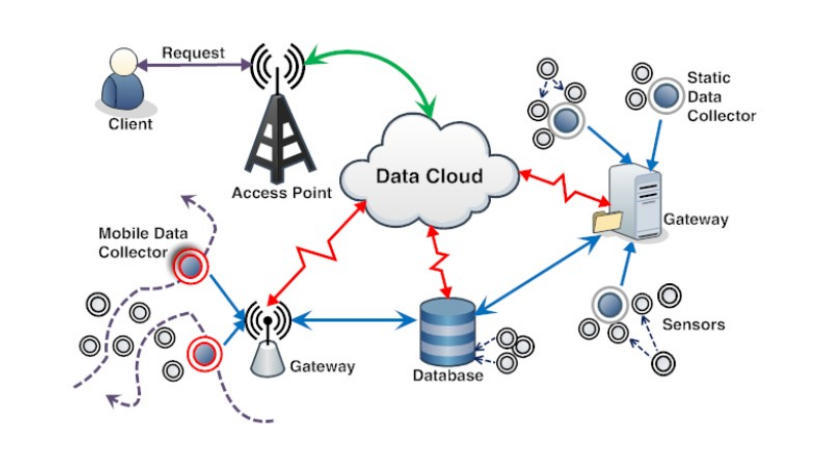 Request
Client
Access Point
Data Cloud
Static
Data
Collector
Gateway
Mobile Data
Collector
Gateway
Database
Sensors